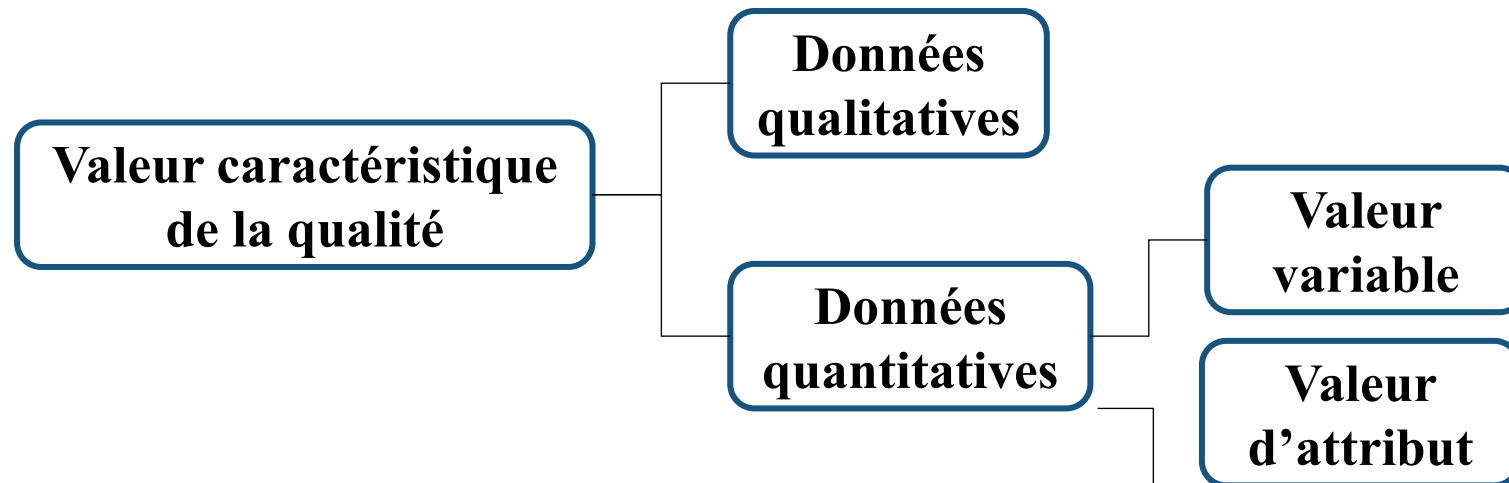 Données
qualitatives
Valeur caractéristique
de la qualité
Valeur
variable
Données
quantitatives
Valeur
d’attribut